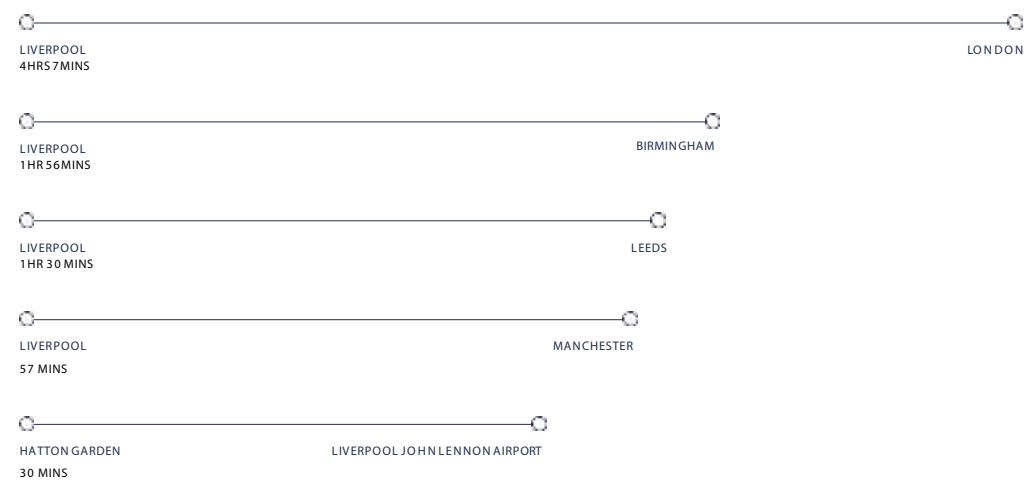 LIVERPOOL LONDON
4HRS 7MINS
LIVERPOOL BIRMINGHAM
1HR 56MINS
LIVERPOOL LEEDS
1HR 30 MINS
LIVERPOOL MANCHESTER
57 MINS
HATTON GARDEN LIVERPOOL JOHN LENNON AIRPORT
30 MINS